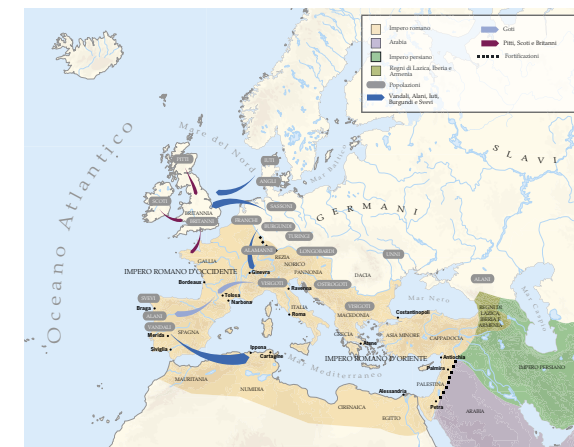 Impero romano
Arabia
Impero persiano
Regni di Lazica, Iberia e
Armenia
Popolazioni
Vandali, Alani, Iuti,
Burgundi e Svevi
Goti
Pitti, Scoti e Britanni
Fortificazioni
Oceano Atlantico
Mare del Nord
Mar Baltico
SLAVI
GERMANI
PITTI
IUTI
ANGLI
SCOTI
BRITANNIA
BRITANNI
SASSONI
FRANCHI
BURGUNDI
TURINGI
ALAMANNI
LONGOBARDI
UNNI
ALANI
GALLIA
REZIA
NORICO
PANNONIA
DACIA
IMPERO ROMANO D'OCCIDENTE
Ginevra
Bordeaux
VISIGOTI
OSTROGOTI
Ravenna
Tolosa
Narbona
SVEVI
Braga
ALANI
VANDALI
Merida
SPAGNA
Siviglia
ITALIA
Roma
VISIGOTI
MACEDONIA
Costantinopoli
Mar Nero
Mar Caspio
REGNI DI
LAZICA,
IBERIA E
ARMENIA
GRECIA
Atene
ASIA MINORE
CAPPADOCIA
Ippona
Cartagine
Mar Mediterraneo
IMPERO ROMANO D'ORIENTE
Antiochia
Palmira
IMPERO PERSIANO
MAURITANIA
NUMIDIA
PALESTINA
Alessandria
Petra
ARABIA
CIRENAICA
EGITTO